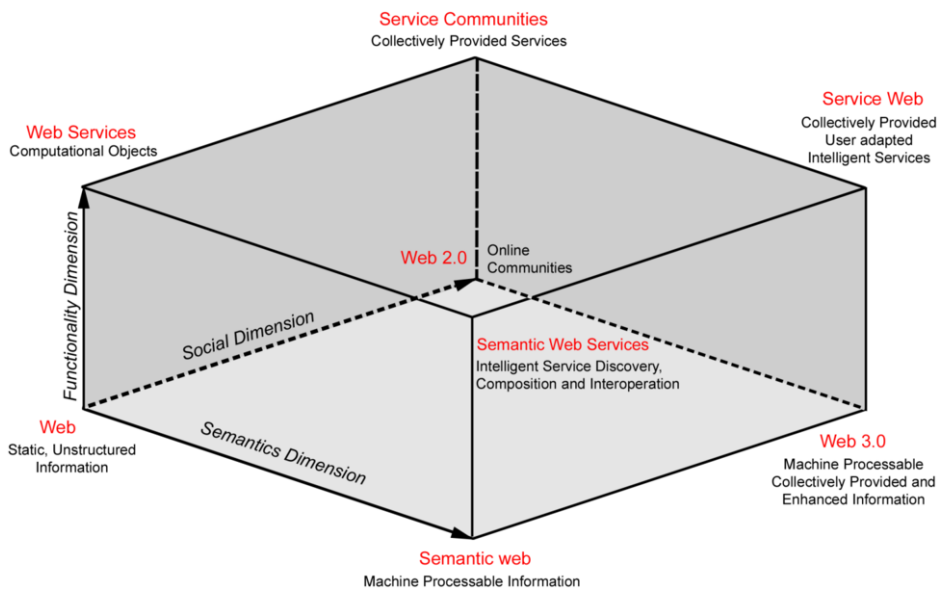 Service Communities
Collectively Provided Services
Service Web
Collectively Provided
User adapted
Intelligent Services
Web Services
Computational Objects
Functionality Dimension
Web 2.0
Online
Communities
Social Dimension
Semantic Web Services
Intelligent Service Discovery,
Composition and Interoperation
Web
Static, Unstructured
Information
Semantics Dimension
Web 3.0
Machine Processable
Collectively Provided and
Enhanced Information
Semantic web
Machine Processable Information